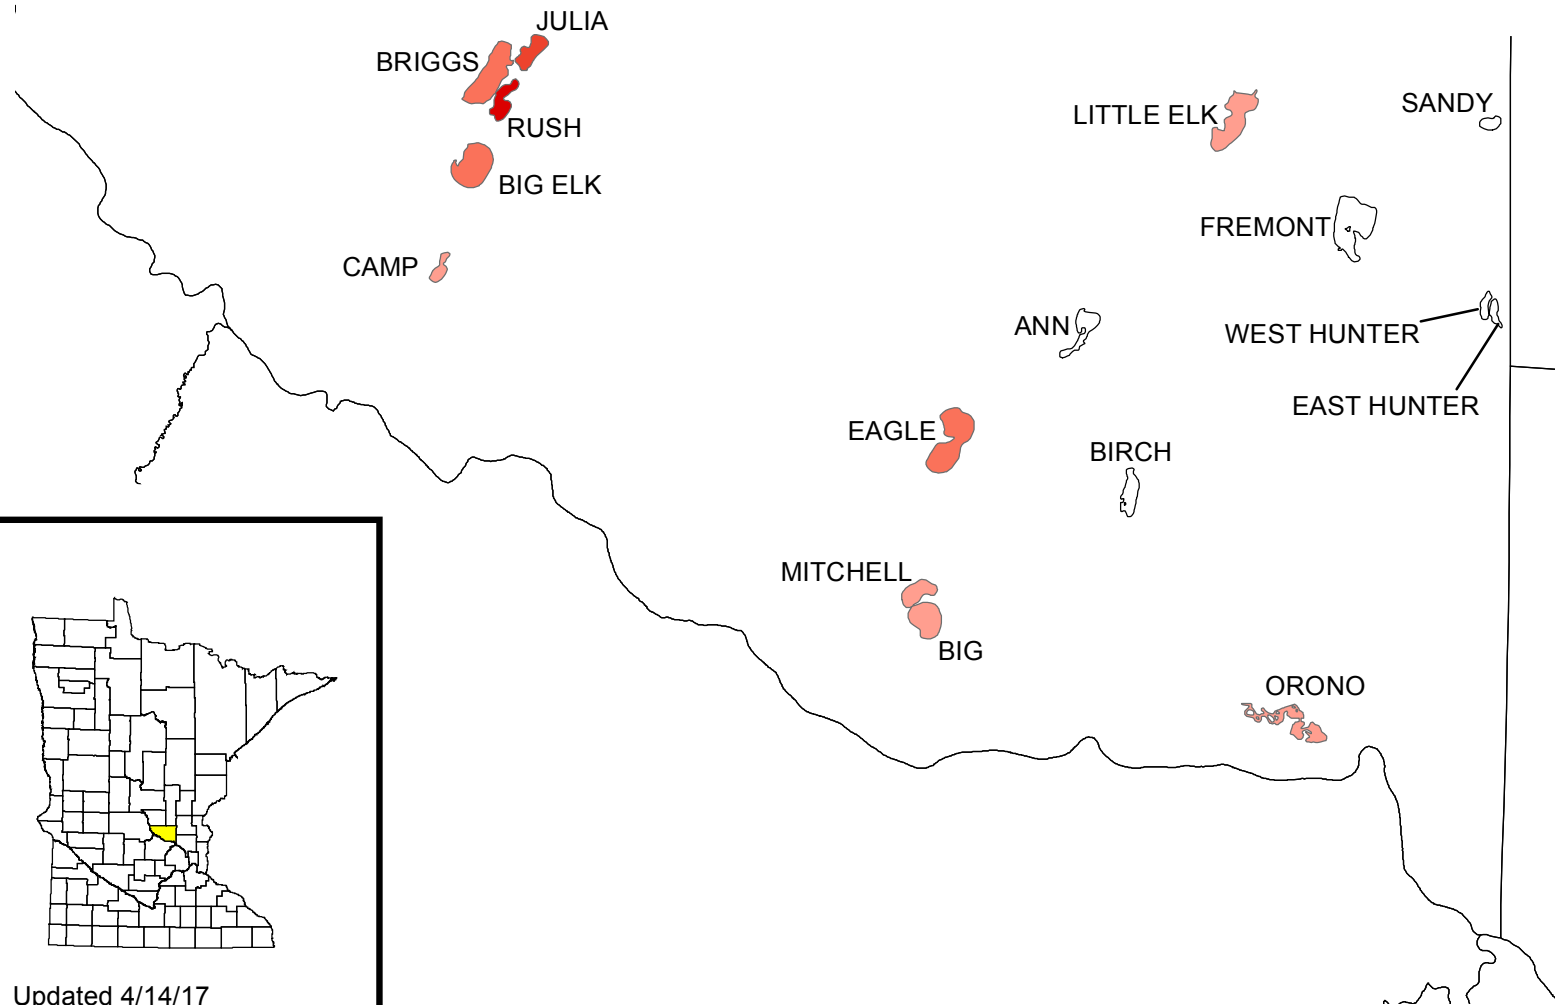 JULIA
BRIGGS
RUSH
BIG ELK
CAMP
LITTLE ELK
SANDY
FREMONT
ANN
WEST HUNTER
EAST HUNTER
EAGLE
BIRCH
MITCHELL
BIG
ORONO
Updated 4/14/17